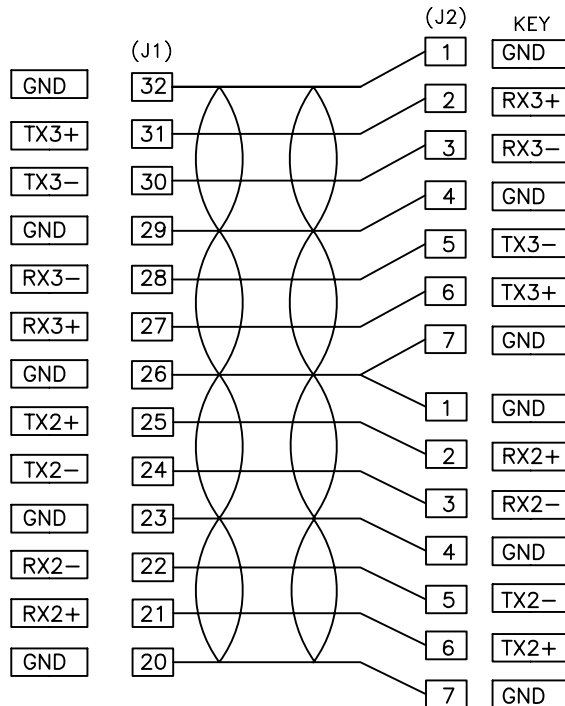 (J2) KEY
(J1) 1 GND
GND 32
2 RX3+
TX3+ 31
3 RX3−
TX3− 30
4 GND
GND 29
5 TX3−
RX3− 28
6 TX3+
RX3+ 27
7 GND
GND 26
1 GND
TX2+ 25
2 RX2+
TX2− 24
3 RX2−
GND 23
4 GND
RX2− 22
5 TX2−
RX2+ 21
6 TX2+
GND 20
7 GND